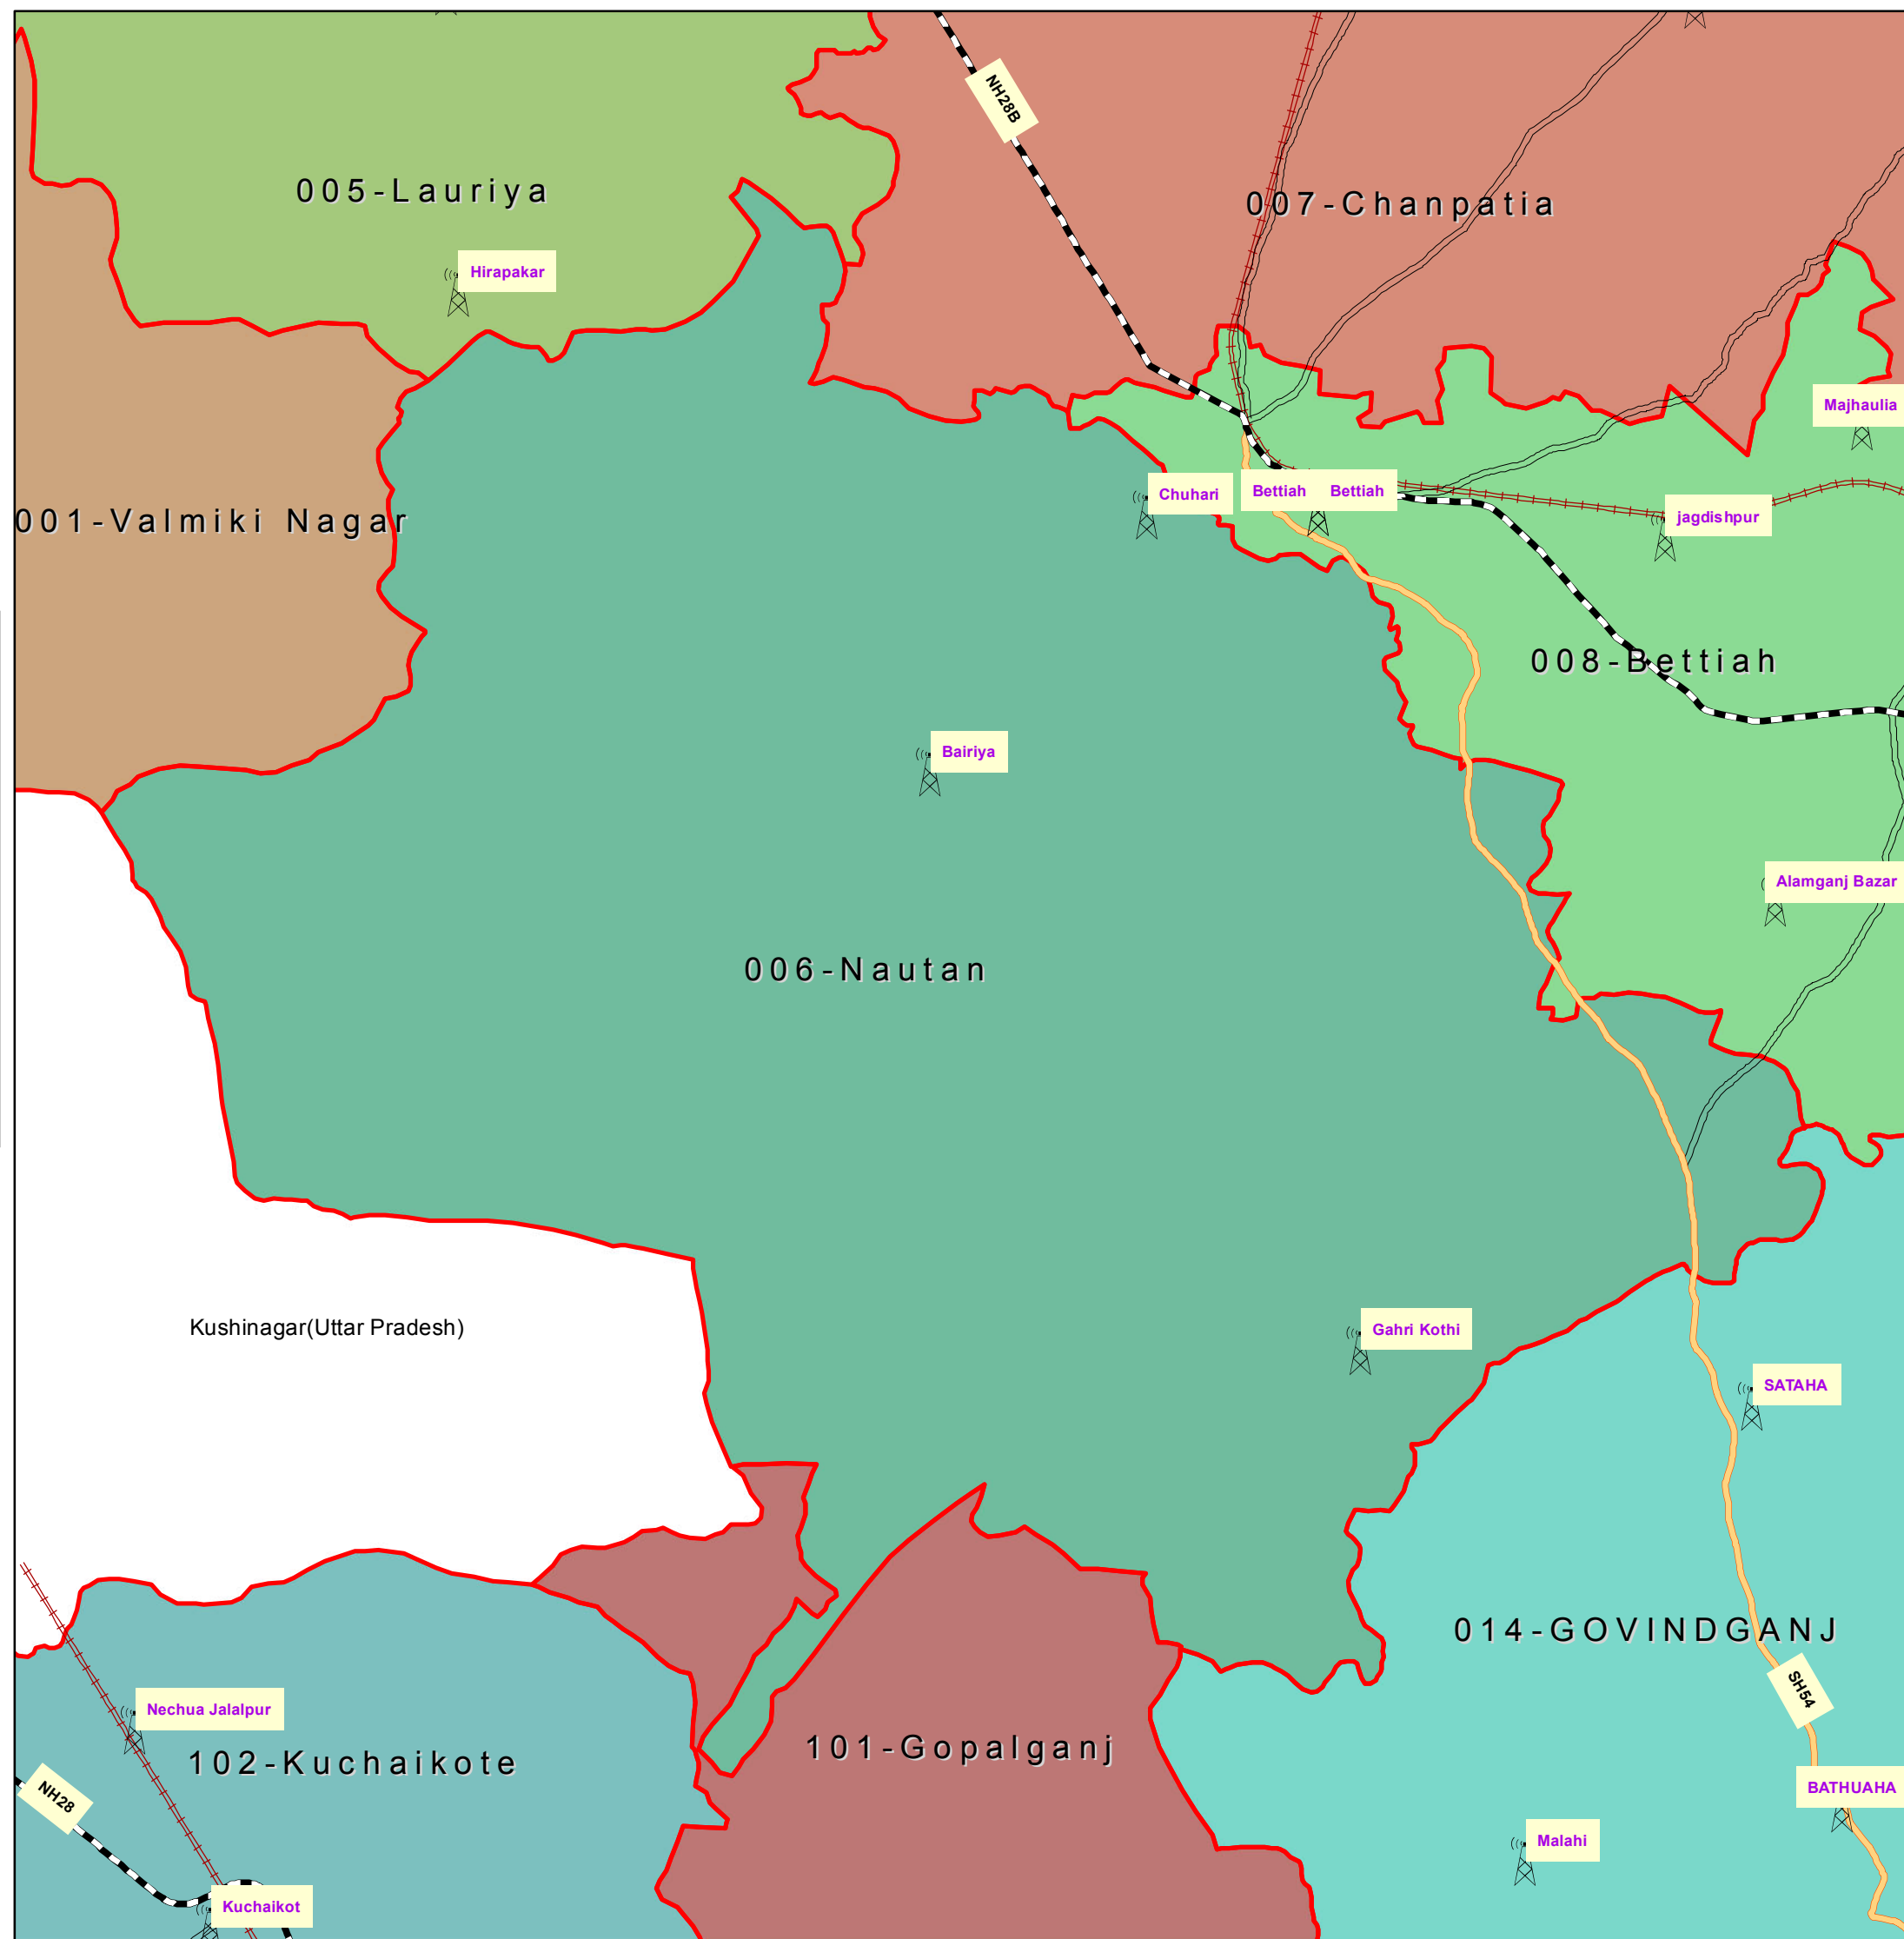 NH28B
005-Lauriya
007-Chanpatia
Hirapakar
Majhaulia
Chuhari
Bettiah
Bettiah
jagdishpur
001-Valmiki Nagar
008-Bettiah
Bairiya
Alamganj Bazar
006-Nautan
Kushinagar(Uttar Pradesh)
Gahri Kothi
SATAHA
014-GOVINDGANJ
SH54
Nechua Jalalpur
101-Gopalganj
102-Kuchaikote
BATHUAHA
NH28
Malahi
Kuchaikot